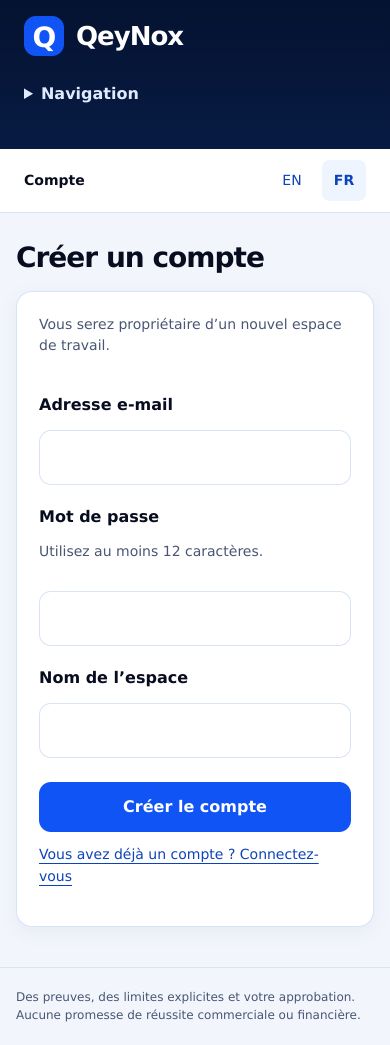 Q QeyNox
Navigation
Compte EN FR
Créer un compte
Vous serez propriétaire d’un nouvel espace
de travail.
Adresse e-mail
Mot de passe
Utilisez au moins 12 caractères.
Nom de l’espace
Créer le compte
Vous avez déjà un compte ? Connectez-
vous
Des preuves, des limites explicites et votre approbation.
Aucune promesse de réussite commerciale ou financière.